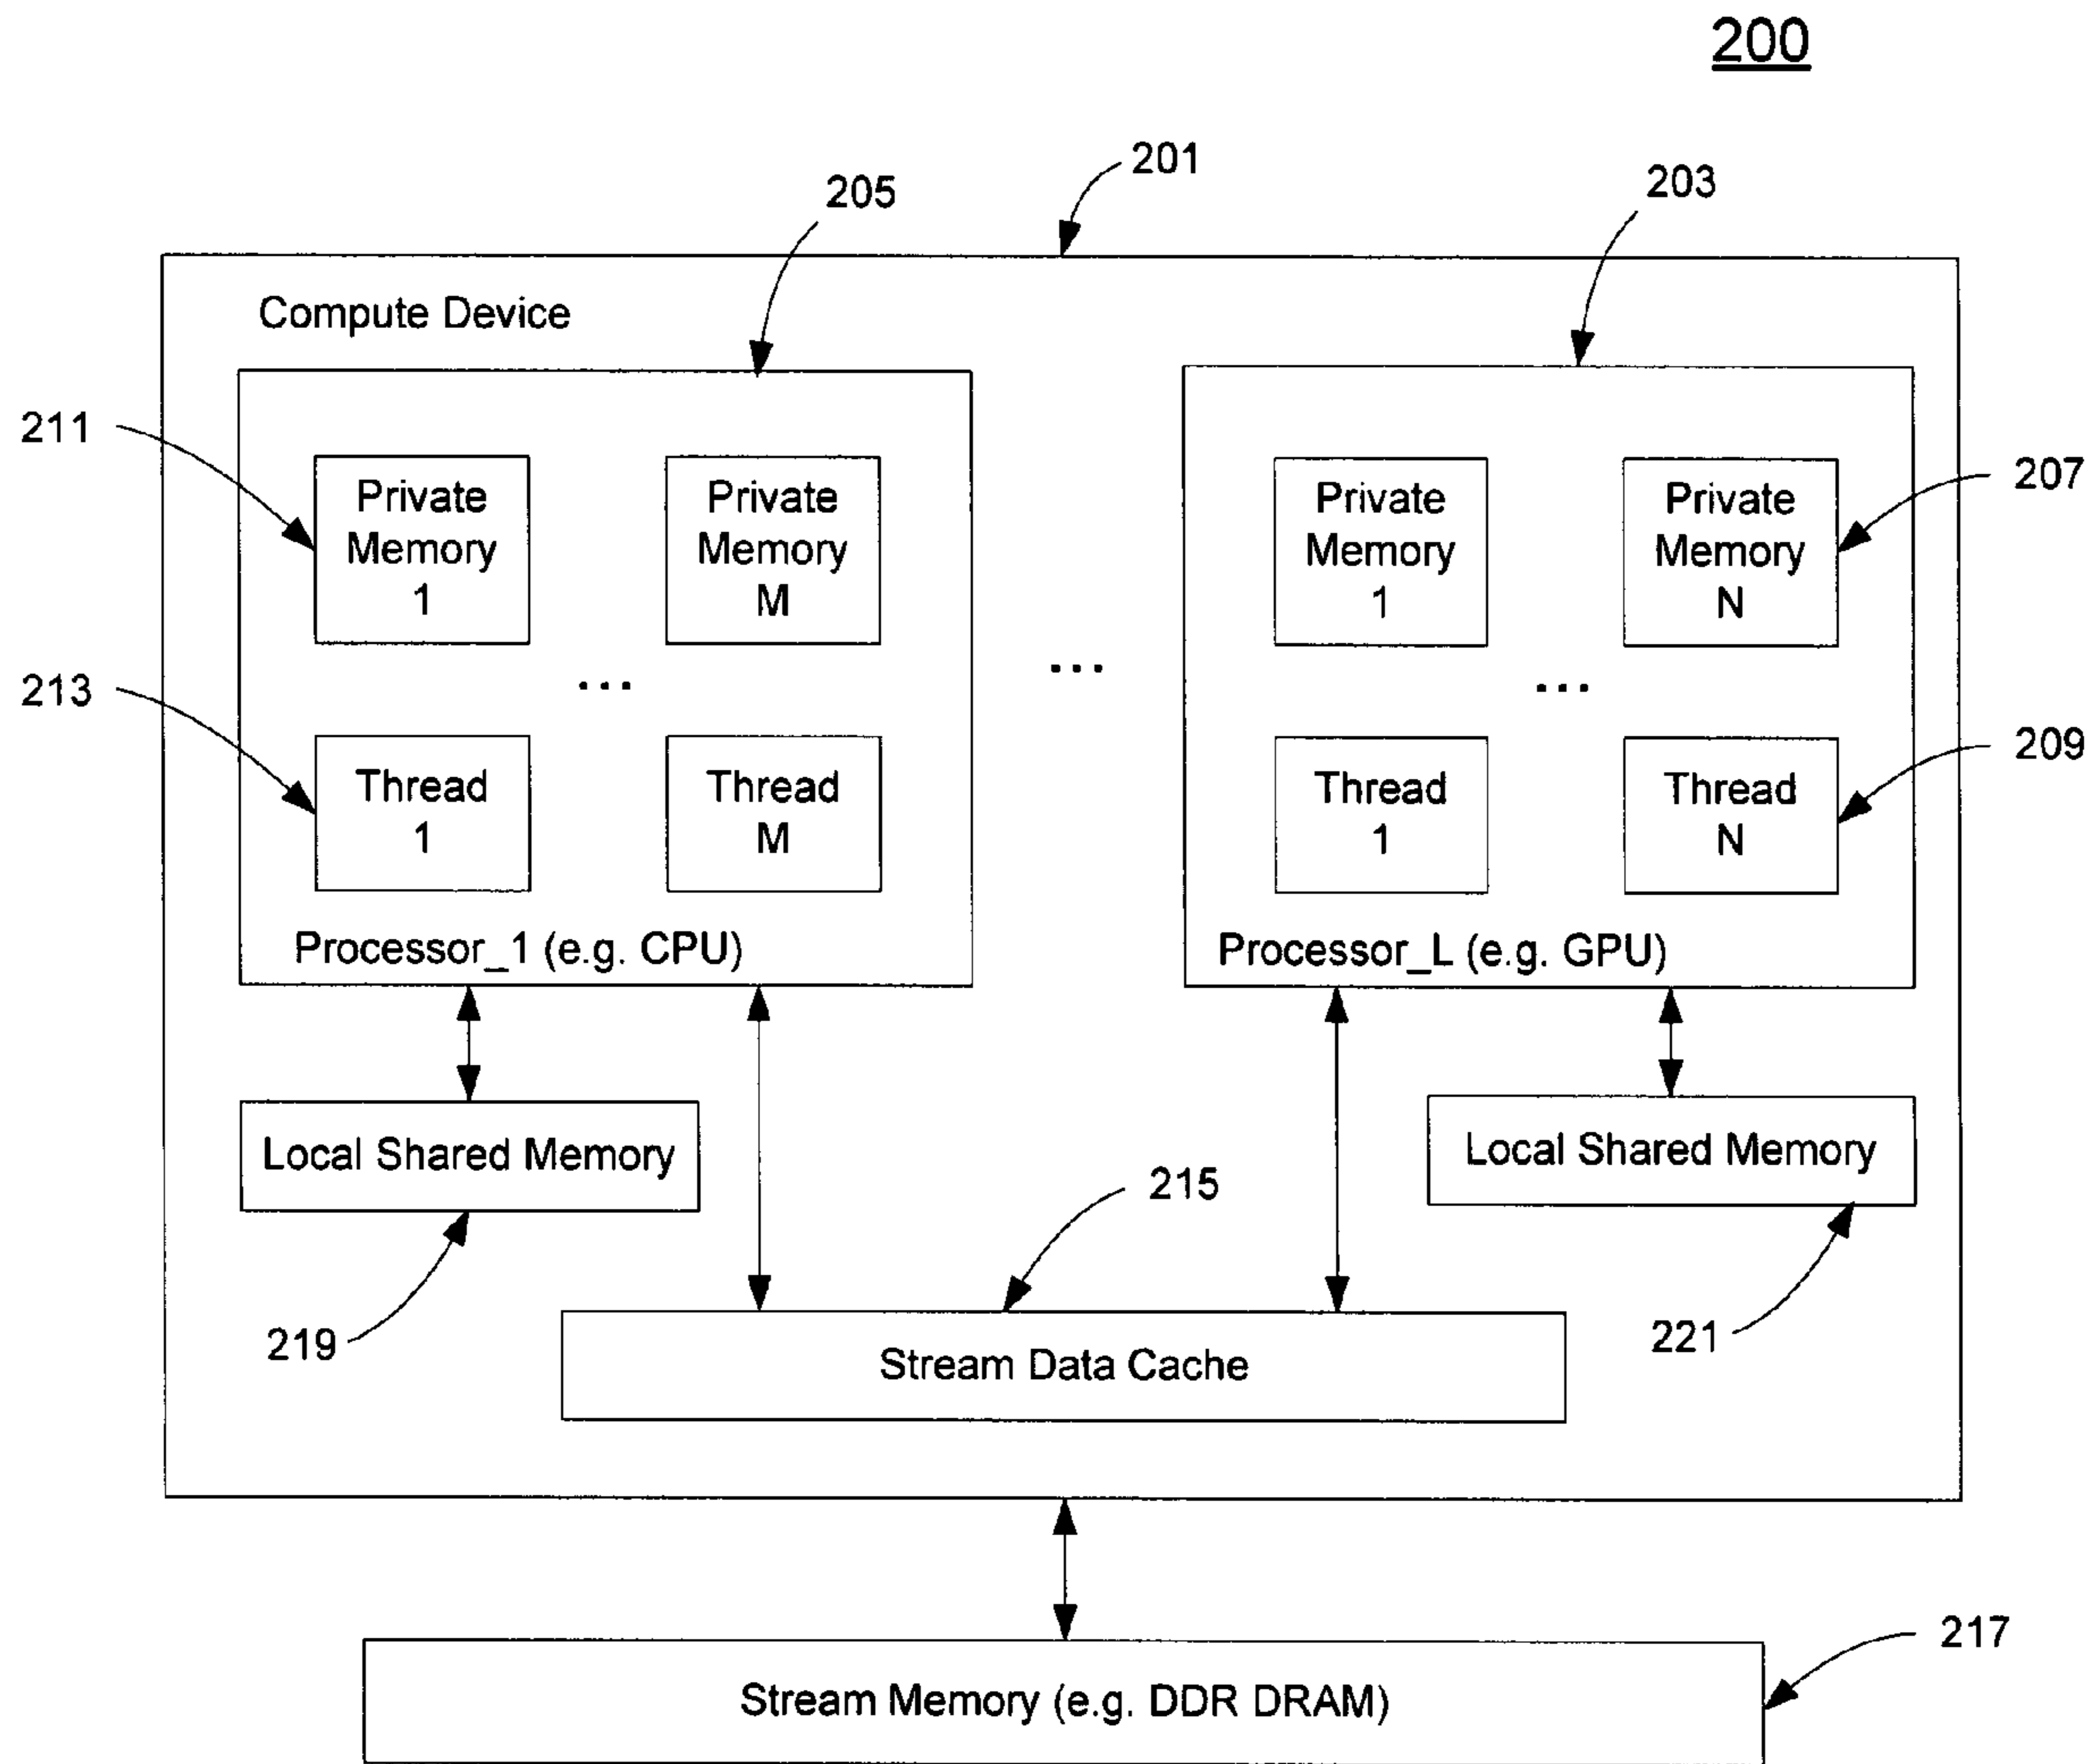 200
201
205
203
Compute Device
211
Private
Memory
1
Private
Memory
M
Private
Memory
1
Private
Memory
N
207
...
...
...
213
Thread
1
Thread
M
Thread
1
Thread
N
209
Processor_1 (e.g. CPU)
Processor_L (e.g. GPU)
Local Shared Memory
Local Shared Memory
215
219
221
Stream Data Cache
217
Stream Memory (e.g. DDR DRAM)